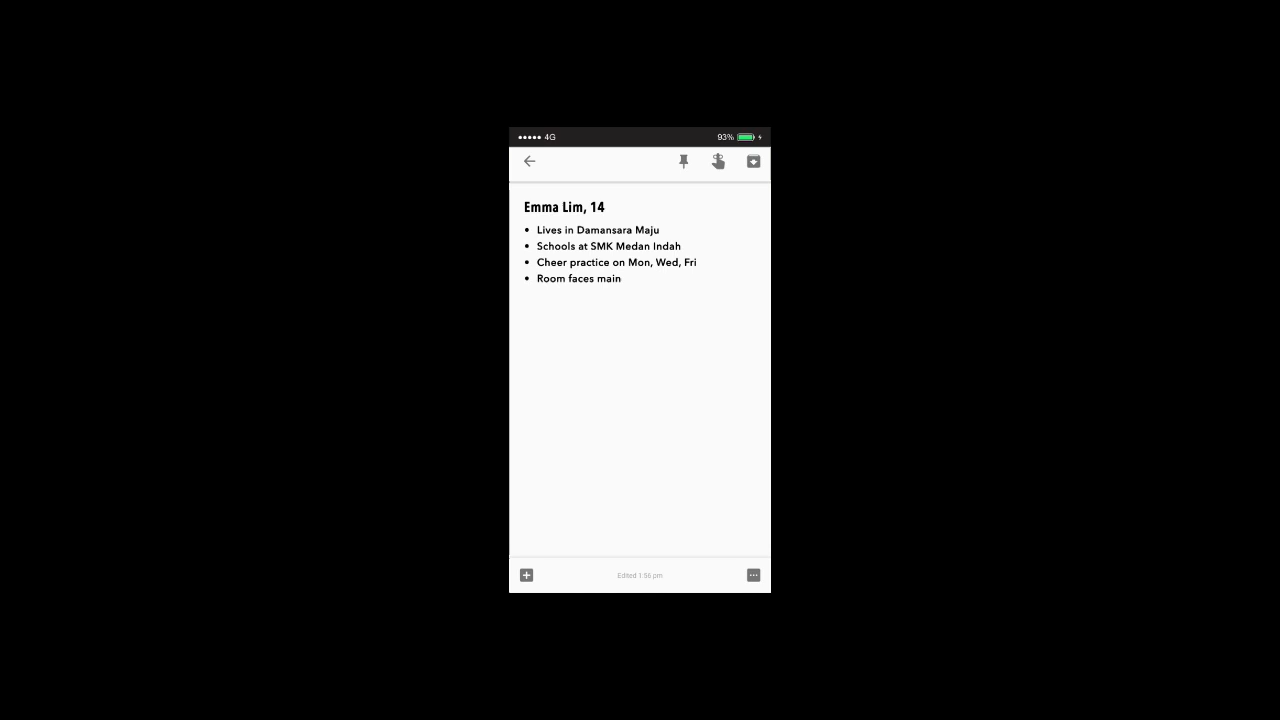 4G 93%
Emma Lim, 14
• Lives in Damansara Maju
• Schools at SMK Medan Indah
• Cheer practice on Mon, Wed, Fri
• Room faces main
Edited 1:56 pm